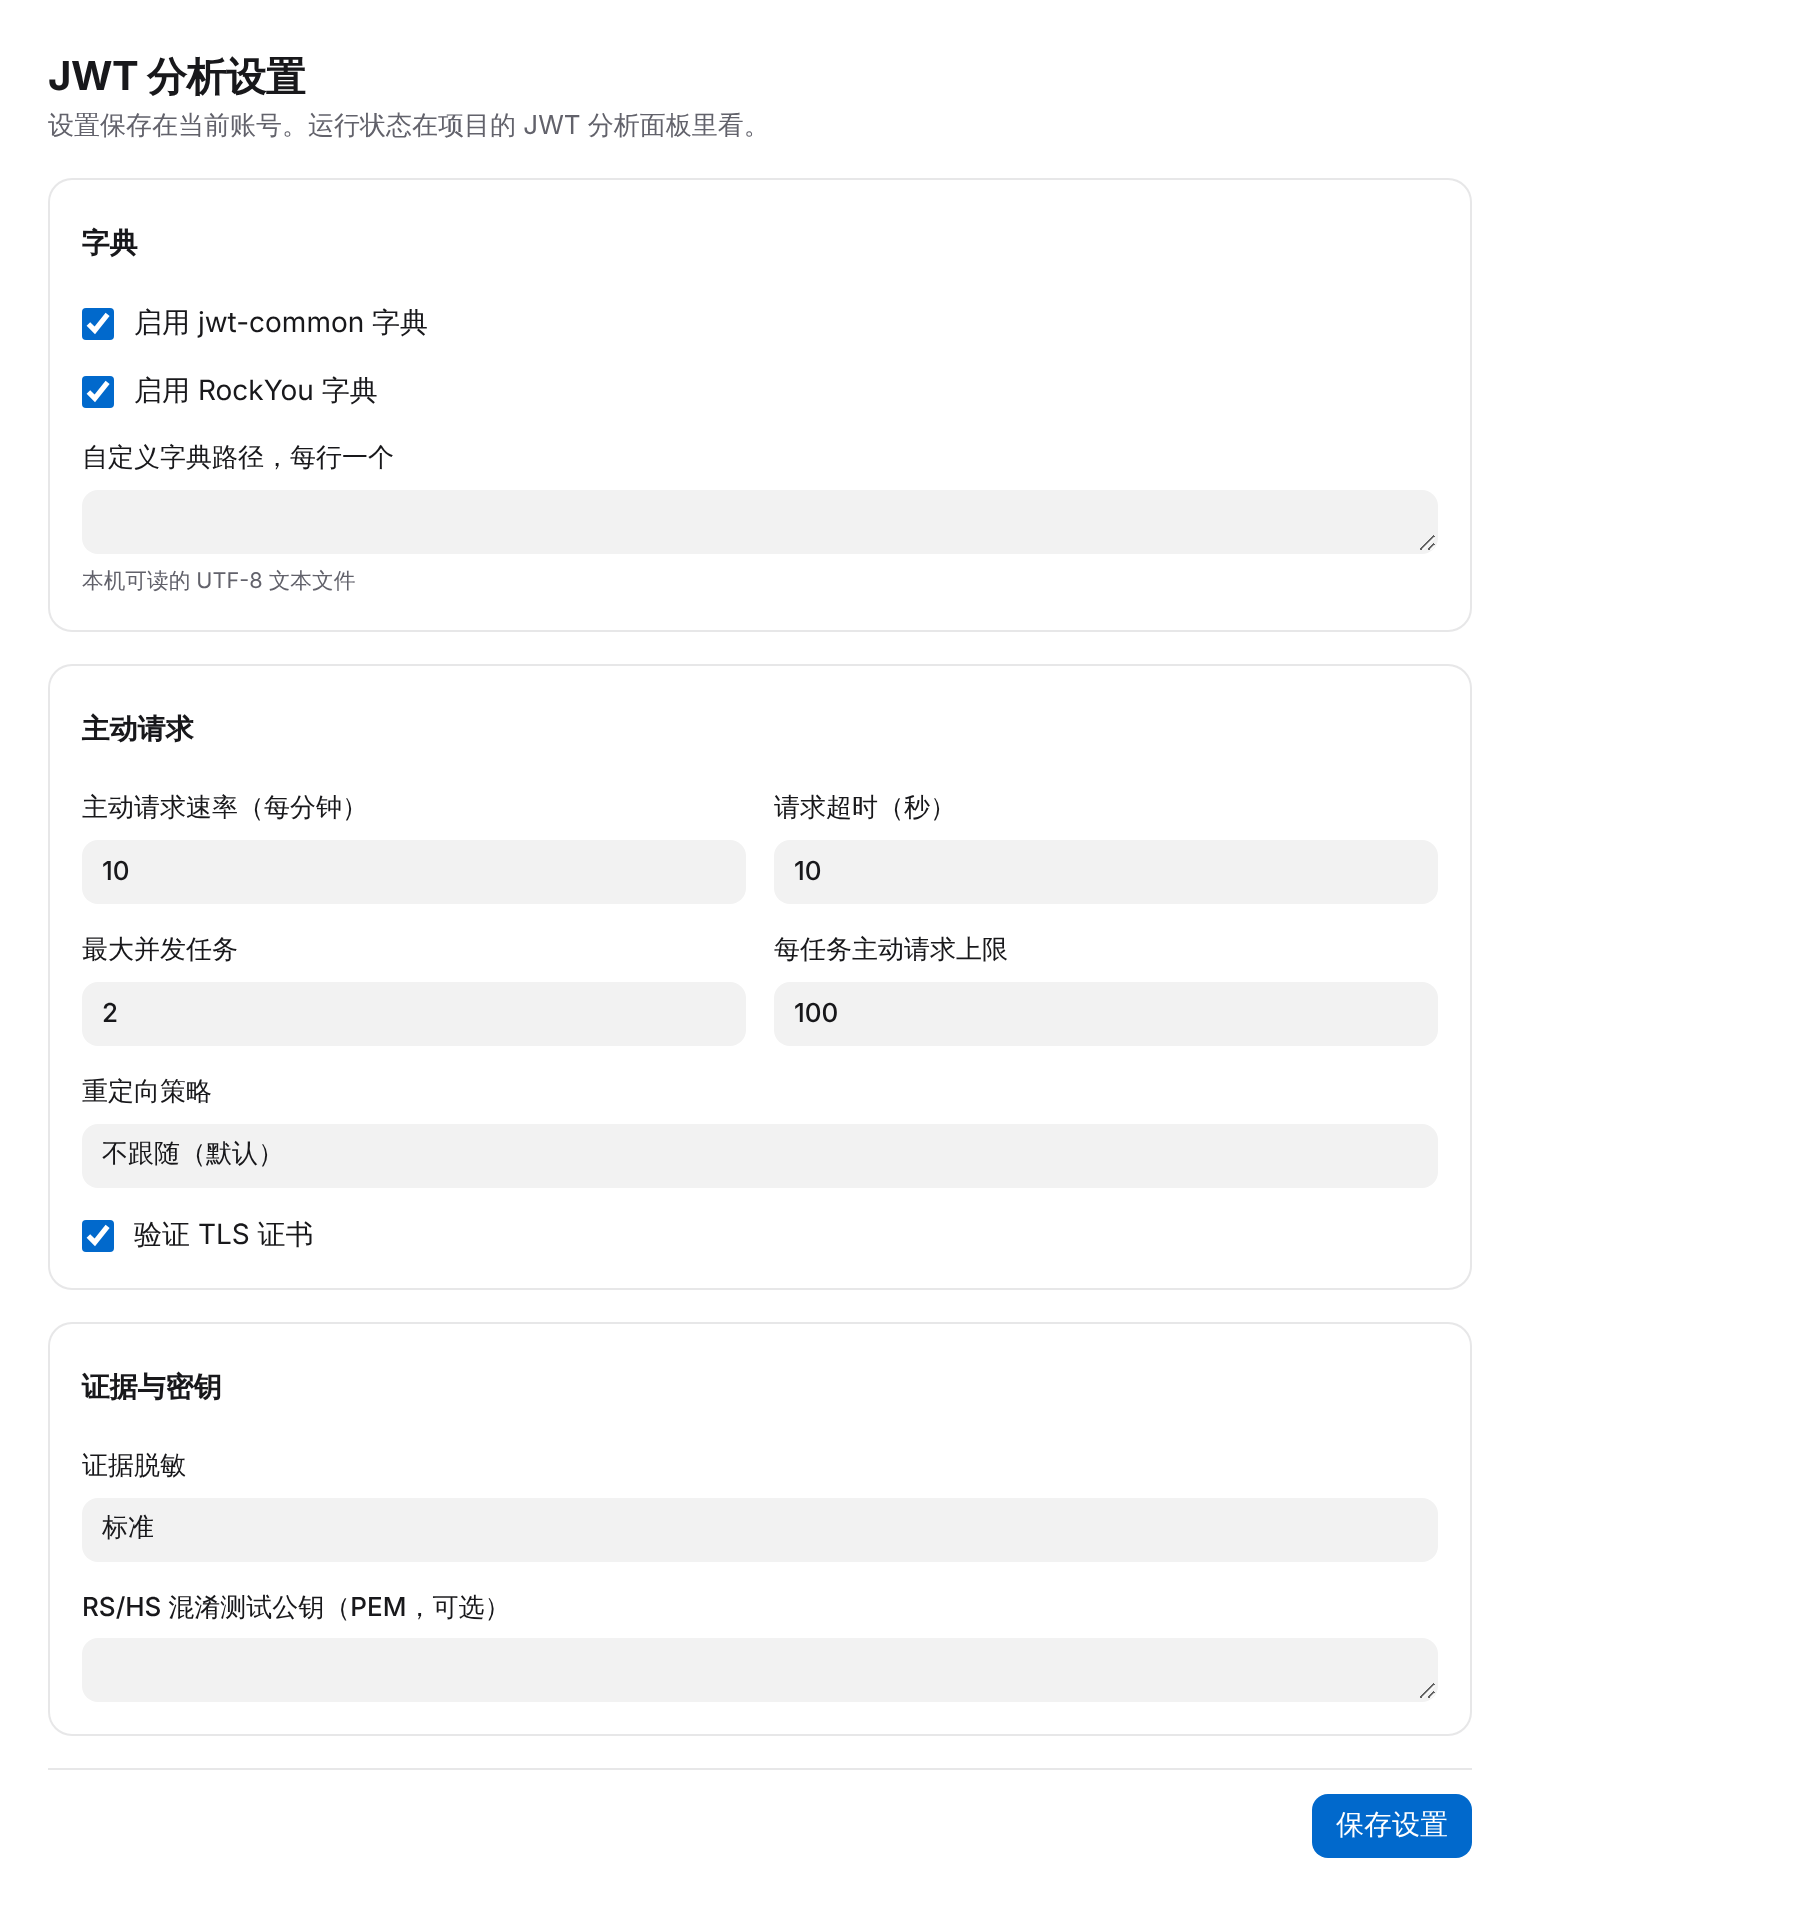 JWT 分析设置
设置保存在当前账号。运行状态在项目的 JWT 分析面板里看。
字典
启用 jwt-common 字典
启用 RockYou 字典
自定义字典路径，每行一个
本机可读的 UTF-8 文本文件
主动请求
主动请求速率（每分钟）
请求超时（秒）
10
10
最大并发任务
每任务主动请求上限
2
100
重定向策略
不跟随（默认）
验证 TLS 证书
证据与密钥
证据脱敏
标准
RS/HS 混淆测试公钥（PEM，可选）
保存设置